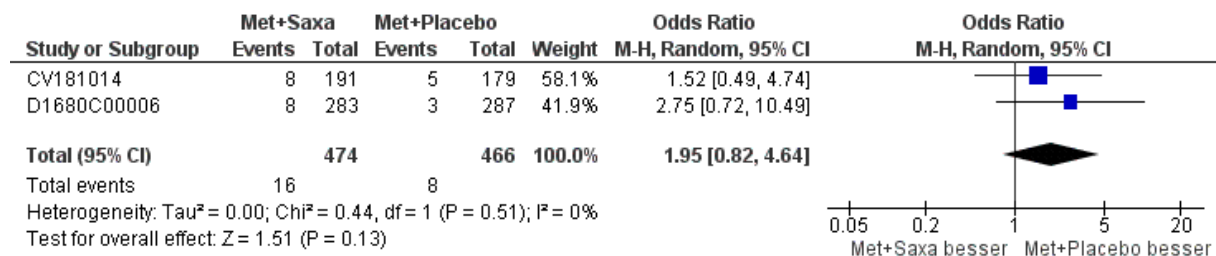 Met+Saxa Met+Placebo Odds Ratio Odds Ratio
Study or Subgroup Events Total Events Total Weight M-H, Random, 95% CI M-H, Random, 95% CI
CV181014 8 191 5 179 58.1% 1.52 [0.49, 4.74]
D1680C00006 8 283 3 287 41.9% 2.75 [0.72, 10.49]
Total (95% CI) 474 466 100.0% 1.95 [0.82, 4.64]
Total events 16 8
Heterogeneity: Tau² = 0.00; Chi² = 0.44, df = 1 (P = 0.51); I² = 0%
Test for overall effect: Z = 1.51 (P = 0.13)
0.05 0.2 1 5 20
Met+Saxa besser Met+Placebo besser